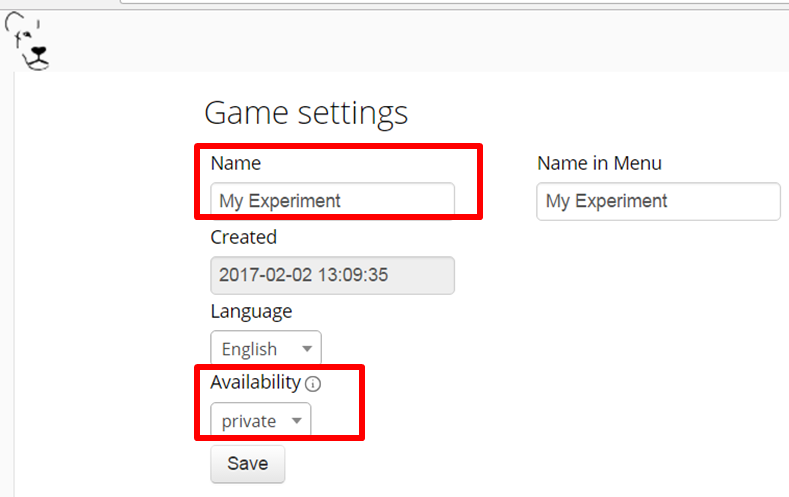 Game settings
Name
Name in Menu
My Experiment
My Experiment
Created
2017-02-02 13:09:35
Language
English
Availability
private
Save